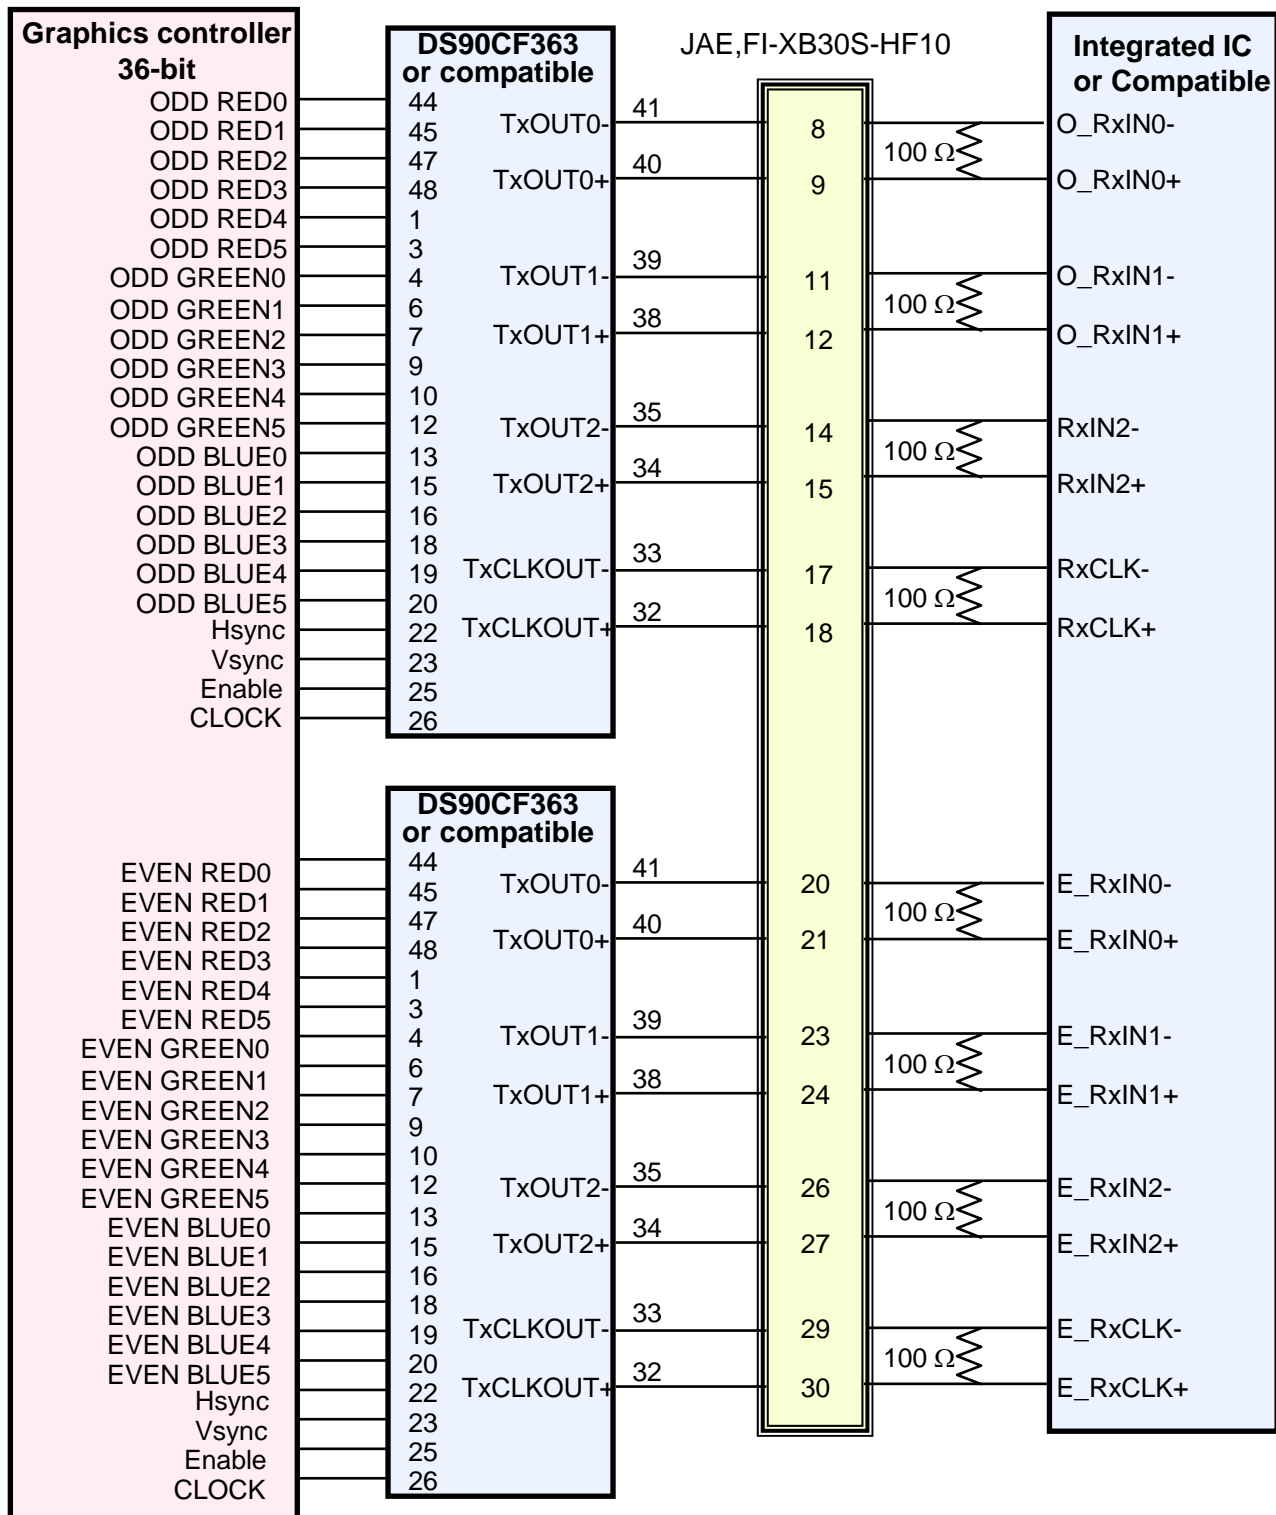 Graphics controller
36-bit
ODD RED0
ODD RED1
ODD RED2
ODD RED3
ODD RED4
ODD RED5
ODD GREEN0
ODD GREEN1
ODD GREEN2
ODD GREEN3
ODD GREEN4
ODD GREEN5
ODD BLUE0
ODD BLUE1
ODD BLUE2
ODD BLUE3
ODD BLUE4
ODD BLUE5
Hsync
Vsync
Enable
CLOCK
EVEN RED0
EVEN RED1
EVEN RED2
EVEN RED3
EVEN RED4
EVEN RED5
EVEN GREEN0
EVEN GREEN1
EVEN GREEN2
EVEN GREEN3
EVEN GREEN4
EVEN GREEN5
EVEN BLUE0
EVEN BLUE1
EVEN BLUE2
EVEN BLUE3
EVEN BLUE4
EVEN BLUE5
Hsync
Vsync
Enable
CLOCK
DS90CF363
or compatible
44
45
47
48
1
3
4
6
7
9
10
12
13
15
16
18
19
20
22
23
25
26
TxOUT0-
TxOUT0+
TxOUT1-
TxOUT1+
TxOUT2-
TxOUT2+
TxCLKOUT-
TxCLKOUT+
41
40
39
38
35
34
33
32
DS90CF363
or compatible
44
45
47
48
1
3
4
6
7
9
10
12
13
15
16
18
19
20
22
23
25
26
TxOUT0-
TxOUT0+
TxOUT1-
TxOUT1+
TxOUT2-
TxOUT2+
TxCLKOUT-
TxCLKOUT+
41
40
39
38
35
34
33
32
JAE,FI-XB30S-HF10
8
9
11
12
14
15
17
18
20
21
23
24
26
27
29
30
100 Ω
100 Ω
100 Ω
100 Ω
100 Ω
100 Ω
100 Ω
100 Ω
Integrated IC
or Compatible
O_RxIN0-
O_RxIN0+
O_RxIN1-
O_RxIN1+
RxIN2-
RxIN2+
RxCLK-
RxCLK+
E_RxIN0-
E_RxIN0+
E_RxIN1-
E_RxIN1+
E_RxIN2-
E_RxIN2+
E_RxCLK-
E_RxCLK+